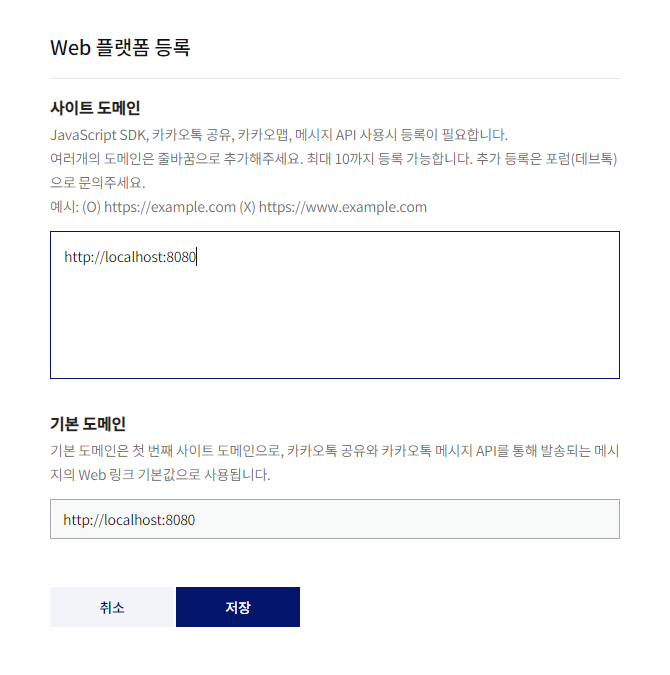 Web 플랫폼 등록
사이트 도메인
JavaScript SDK, 카카오톡 공유, 카카오맵, 메시지 API 사용시 등록이 필요합니다.
여러개의 도메인은 줄바꿈으로 추가해주세요. 최대 10까지 등록 가능합니다. 추가 등록은 포럼(데브톡)
으로 문의주세요.
예시: (O) https://example.com (X) https://www.example.com
http://localhost:8080
기본 도메인
기본 도메인은 첫 번째 사이트 도메인으로, 카카오톡 공유와 카카오톡 메시지 API를 통해 발송되는 메시
지의 Web 링크 기본값으로 사용됩니다.
http://localhost:8080
취소
저장